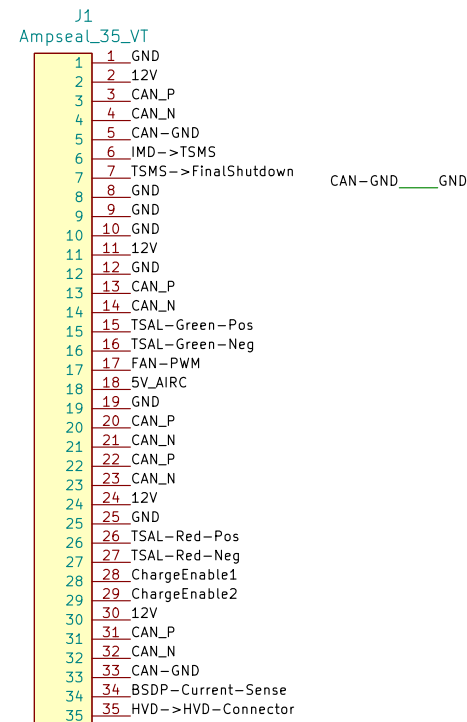 J1
Ampseal_35_VT
1 1 GND
2 2 12V
3 3 CAN_P
4 4 CAN_N
5 5 CAN-GND
6 6 IMD->TSMS
7 7 TSMS->FinalShutdown
CAN-GND GND
8 8 GND
9 9 GND
10 10 GND
11 11 12V
12 12 GND
13 13 CAN_P
14 14 CAN_N
15 15 TSAL-Green-Pos
16 16 TSAL-Green-Neg
17 17 FAN-PWM
18 18 5V_AIRC
19 19 GND
20 20 CAN_P
21 21 CAN_N
22 22 CAN_P
23 23 CAN_N
24 24 12V
25 25 GND
26 26 TSAL-Red-Pos
27 27 TSAL-Red-Neg
28 28 ChargeEnable1
29 29 ChargeEnable2
30 30 12V
31 31 CAN_P
32 32 CAN_N
33 33 CAN-GND
34 34 BSDP-Current-Sense
35 35 HVD->HVD-Connector